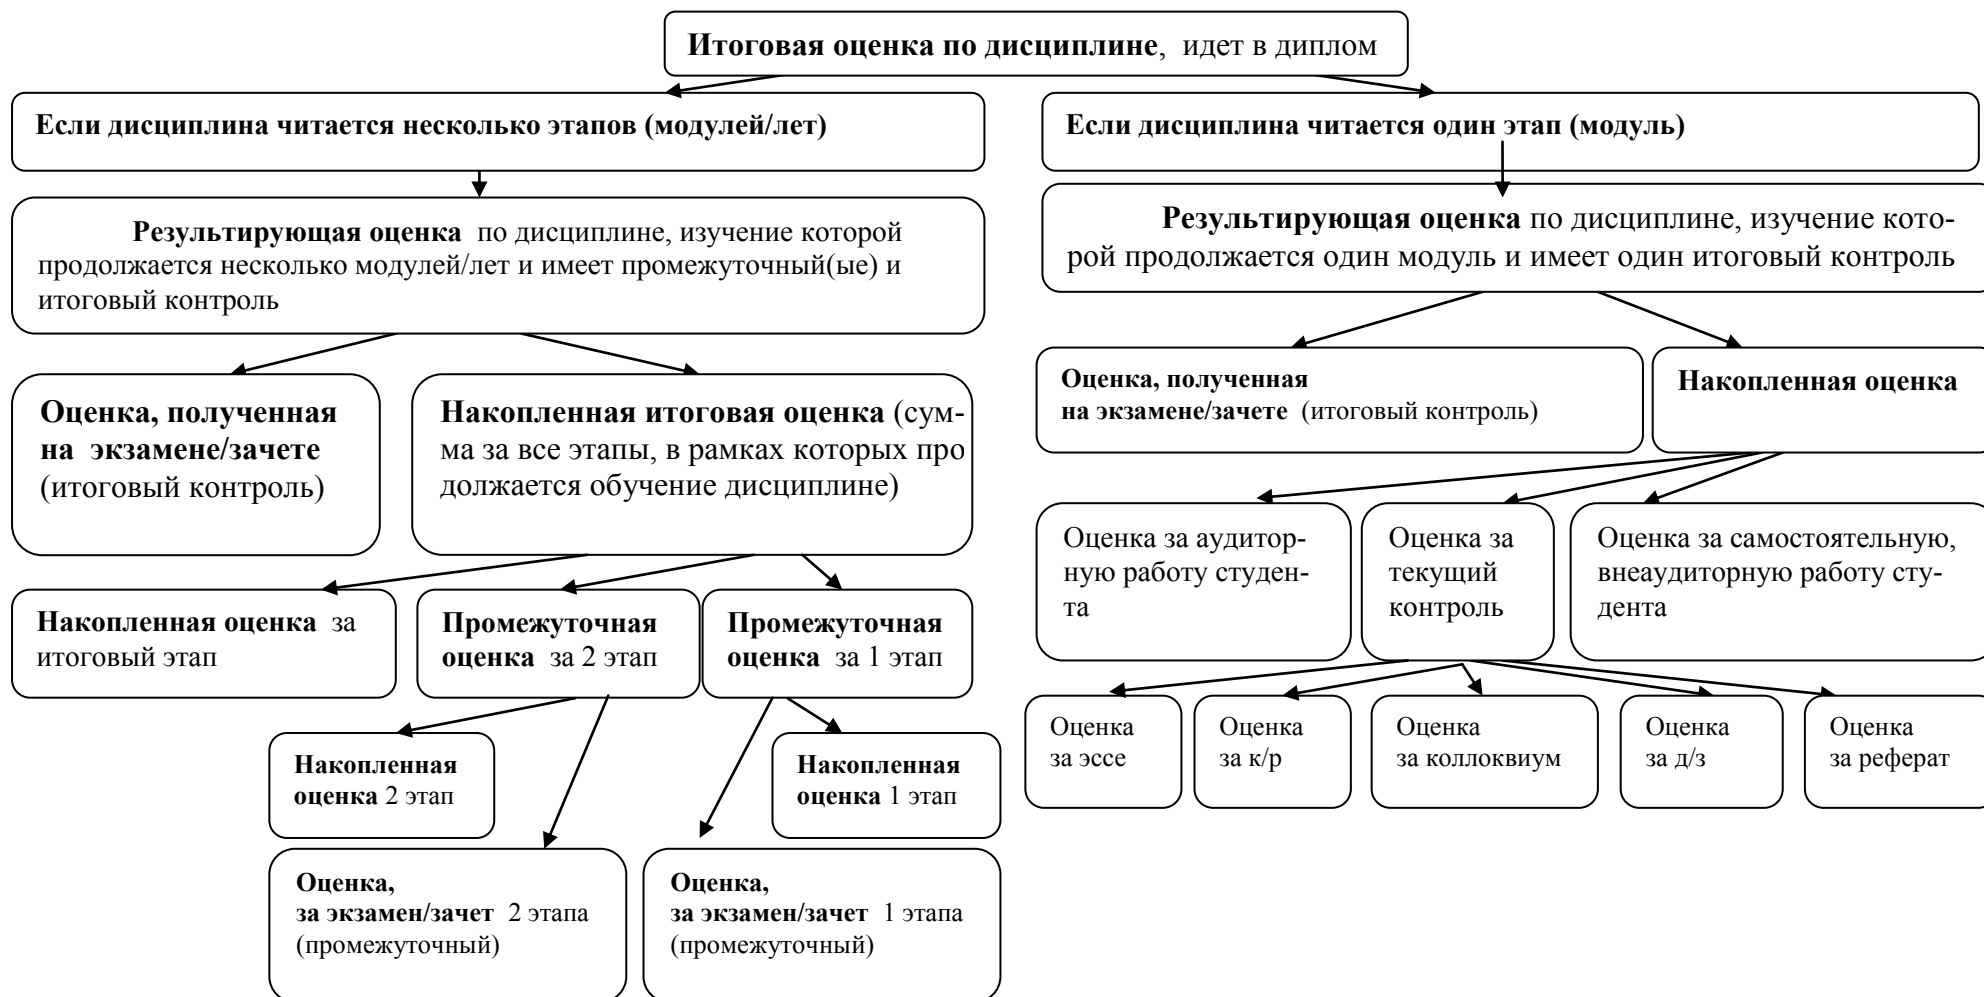 Итоговая оценка по дисциплине, идет в диплом
Если дисциплина читается несколько этапов (модулей/лет)
Если дисциплина читается один этап (модуль)
Результирующая оценка по дисциплине, изучение которой
продолжается несколько модулей/лет и имеет промежуточный(ые) и
итоговый контроль
Результирующая оценка по дисциплине, изучение кото-
рой продолжается один модуль и имеет один итоговый контроль
Оценка, полученная
на экзамене/зачете
(итоговый контроль)
Накопленная итоговая оценка (сум-
ма за все этапы, в рамках которых про
должается обучение дисциплине)
Оценка, полученная
на экзамене/зачете (итоговый контроль)
Накопленная оценка
Оценка за аудитор-
ную работу студен-
та
Оценка за
текущий
контроль
Оценка за самостоятельную,
внеаудиторную работу сту-
дента
Накопленная оценка за
итоговый этап
Промежуточная
оценка за 2 этап
Промежуточная
оценка за 1 этап
Оценка
за эссе
Оценка
за к/р
Оценка
за коллоквиум
Оценка
за д/з
Оценка
за реферат
Накопленная
оценка 2 этап
Накопленная
оценка 1 этап
Оценка,
за экзамен/зачет 2 этапа
(промежуточный)
Оценка,
за экзамен/зачет 1 этапа
(промежуточный)